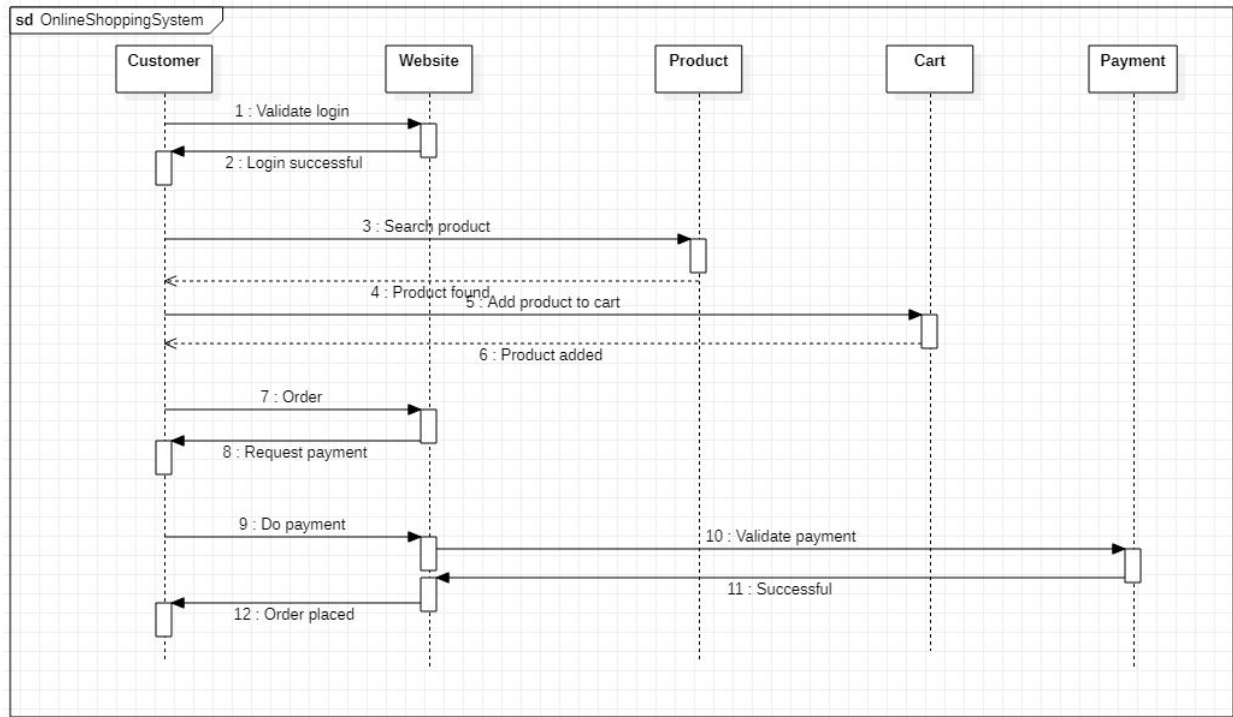 sd OnlineShoppingSystem
Customer
Website
Product
Cart
Payment
1 : Validate login
2 : Login successful
3 : Search product
4 : Product found
5 : Add product to cart
6 : Product added
7 : Order
8 : Request payment
9 : Do payment
10 : Validate payment
11 : Successful
12 : Order placed